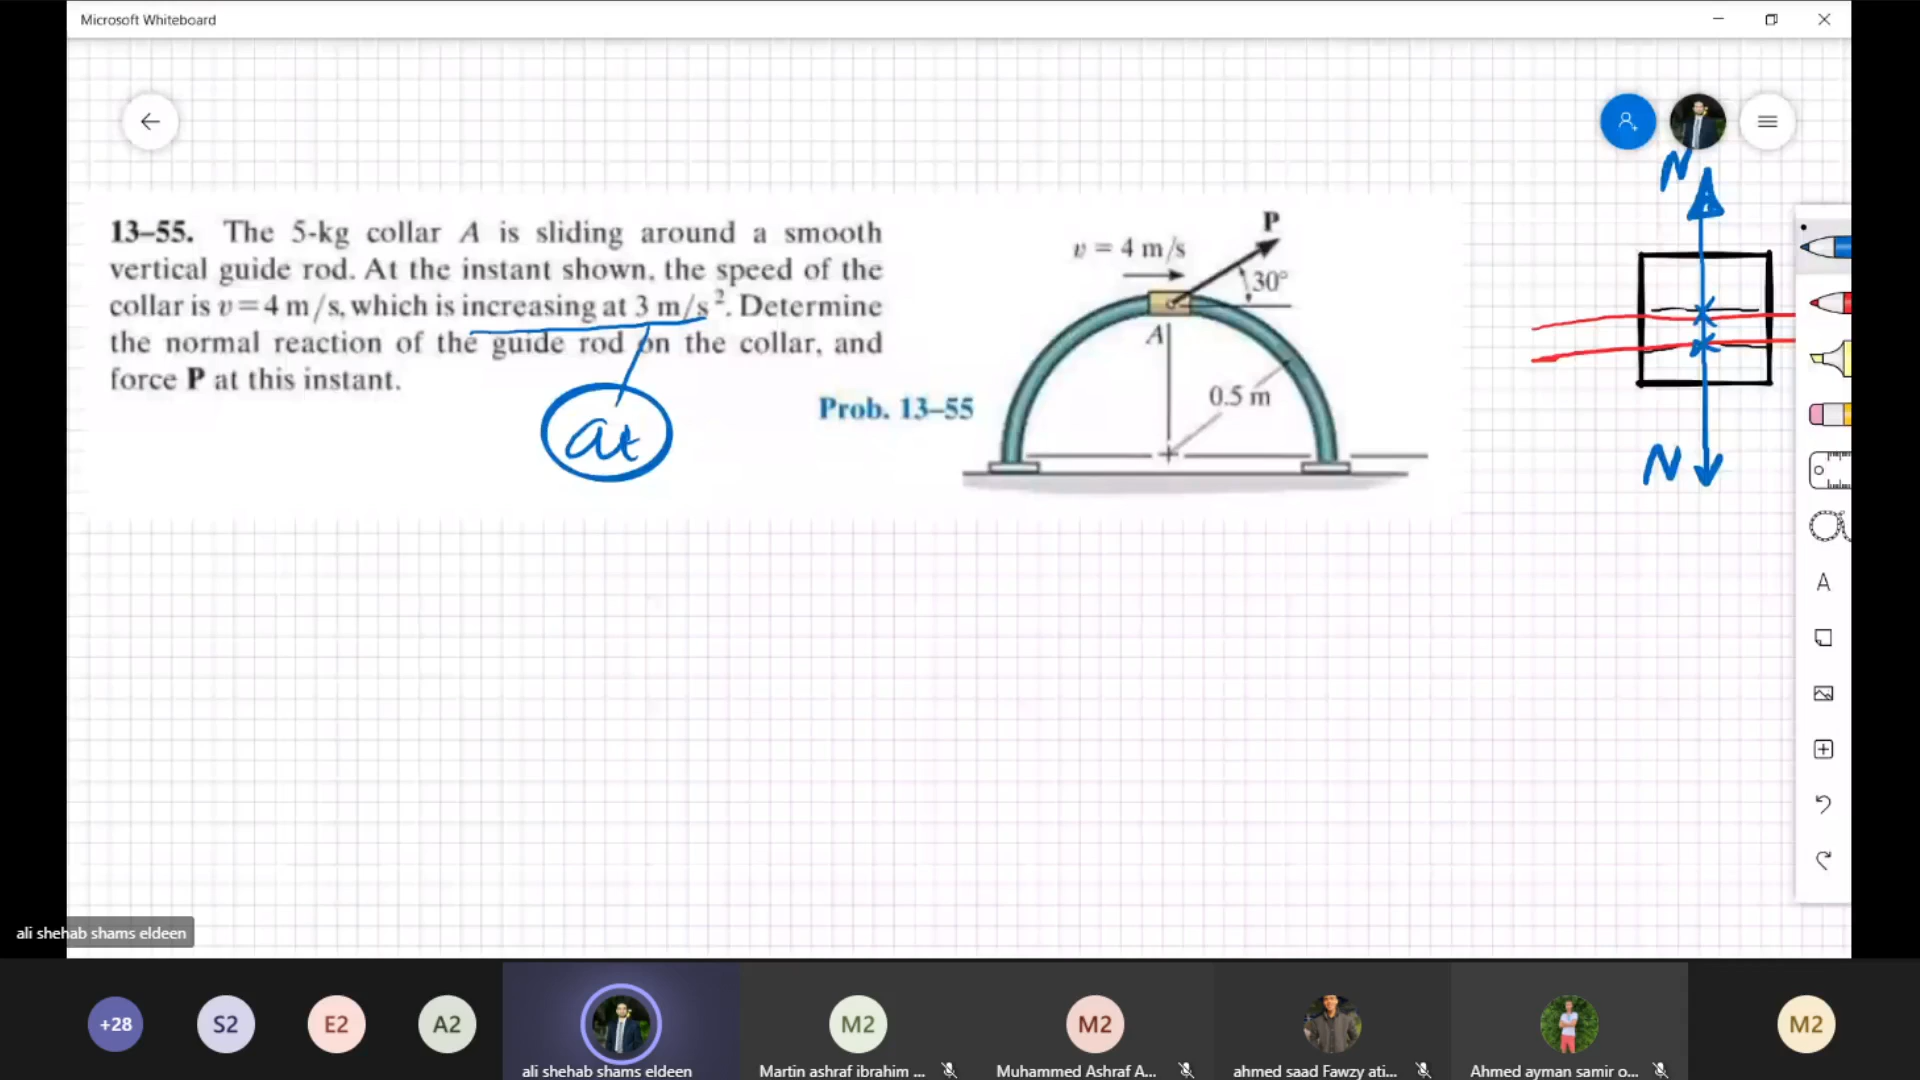 Microsoft Whiteboard
13–55. The 5-kg collar A is sliding around a smooth
vertical guide rod. At the instant shown, the speed of the
collar is v=4 m/s, which is increasing at 3 m/s². Determine
the normal reaction of the guide rod on the collar, and
force P at this instant.
at
Prob. 13–55
P
v = 4 m/s
30°
A
0.5 m
N
N
A
ali shehab shams eldeen
+28
S2
E2
A2
ali shehab shams eldeen
M2
Martin ashraf ibrahim ...
M2
Muhammed Ashraf A...
ahmed saad Fawzy ati...
Ahmed ayman samir o...
M2